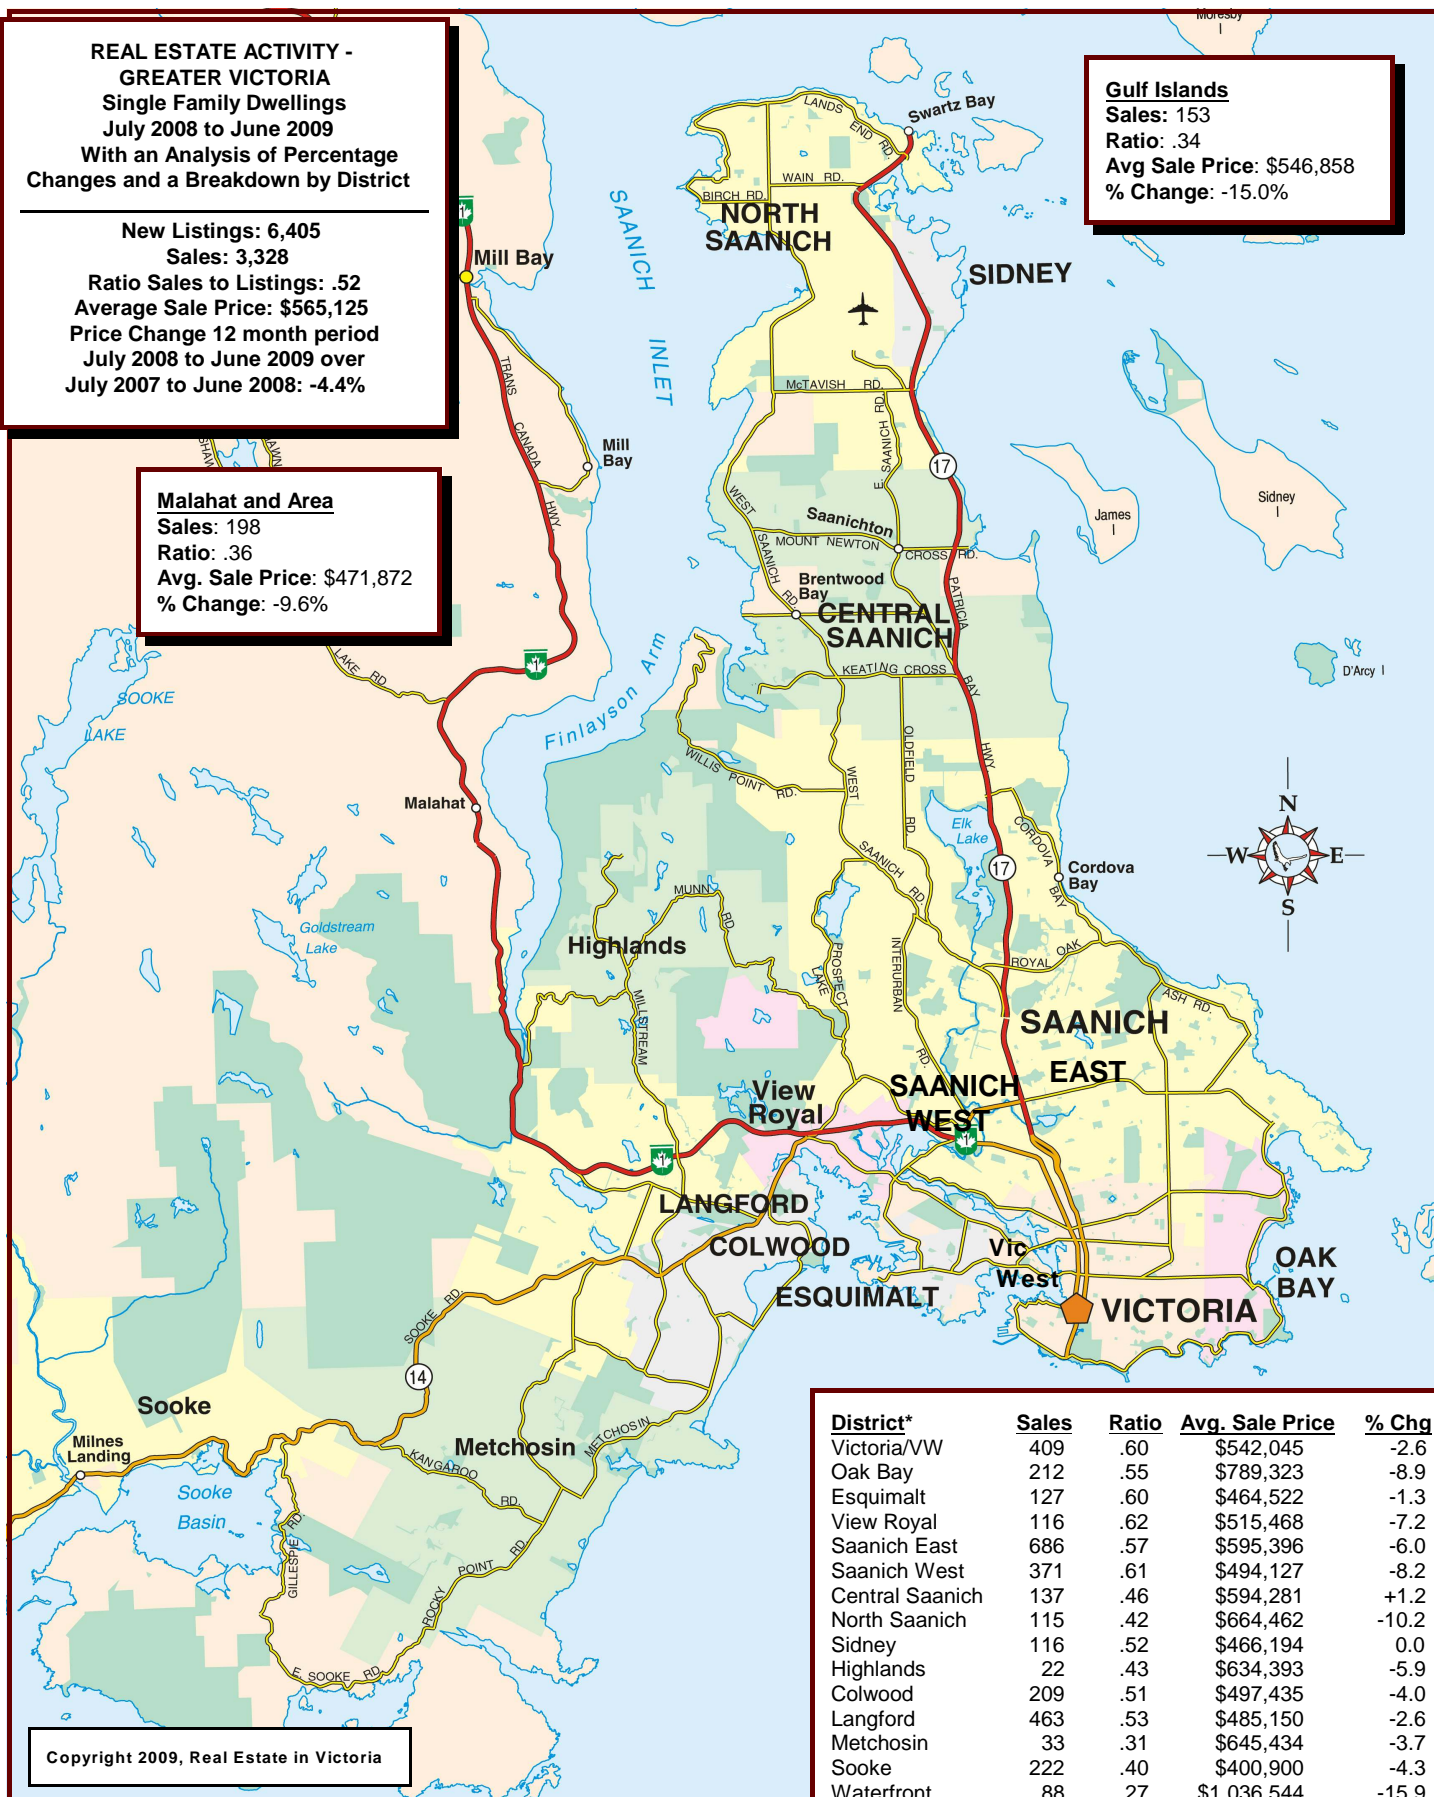 REAL ESTATE ACTIVITY -
GREATER VICTORIA
Single Family Dwellings
July 2008 to June 2009
With an Analysis of Percentage
Changes and a Breakdown by District
New Listings: 6,405
Sales: 3,328
Ratio Sales to Listings: .52
Average Sale Price: $565,125
Price Change 12 month period
July 2008 to June 2009 over
July 2007 to June 2008: -4.4%
Moresby
I
Gulf Islands
Sales: 153
Ratio: .34
Avg Sale Price: $546,858
% Change: -15.0%
LANDS END RD.
Swartz Bay
WAIN RD.
BIRCH RD.
NORTH
SAANICH
SAANICH INLET
1
Mill Bay
SIDNEY
TRANS CANADA HWY.
McTAVISH RD.
E. SAANICH RD.
Mill
Bay
17
SHAW
AWN
Malahat and Area
Sales: 198
Ratio: .36
Avg. Sale Price: $471,872
% Change: -9.6%
WEST SAANICH RD.
Saanichton
MOUNT NEWTON CROSS RD.
James
I
Sidney
I
Brentwood
Bay
CENTRAL
SAANICH
PATRICIA BAY HWY.
KEATING CROSS
D'Arcy I
1
LAKE RD.
SOOKE
LAKE
Finlayson Arm
WILLIS POINT RD.
OLDFIELD RD.
WEST SAANICH RD.
Malahat
Elk
Lake
CORDOVA BAY
Cordova
Bay
17
N
W
E
S
MUNN RD.
Highlands
Goldstream
Lake
PROSPECT
LAKE
INTERURBAN RD.
ROYAL OAK
ASH RD.
MILLSTREAM
SAANICH
EAST
SAANICH
WEST
View
Royal
1
1
LANGFORD
COLWOOD
ESQUIMALT
Vic
West
OAK
BAY
VICTORIA
SOOKE RD.
14
Sooke
Milnes
Landing
Metchosin
METCHOSIN
KANGAROO RD.
Sooke
Basin
GILLESPIE RD.
ROCKY POINT RD.
E. SOOKE RD.
District* Sales Ratio Avg. Sale Price % Chg
Victoria/VW 409 .60 $542,045 -2.6
Oak Bay 212 .55 $789,323 -8.9
Esquimalt 127 .60 $464,522 -1.3
View Royal 116 .62 $515,468 -7.2
Saanich East 686 .57 $595,396 -6.0
Saanich West 371 .61 $494,127 -8.2
Central Saanich 137 .46 $594,281 +1.2
North Saanich 115 .42 $664,462 -10.2
Sidney 116 .52 $466,194 0.0
Highlands 22 .43 $634,393 -5.9
Colwood 209 .51 $497,435 -4.0
Langford 463 .53 $485,150 -2.6
Metchosin 33 .31 $645,434 -3.7
Sooke 222 .40 $400,900 -4.3
Waterfront 88 .27 $1,036,544 -15.9
Copyright 2009, Real Estate in Victoria